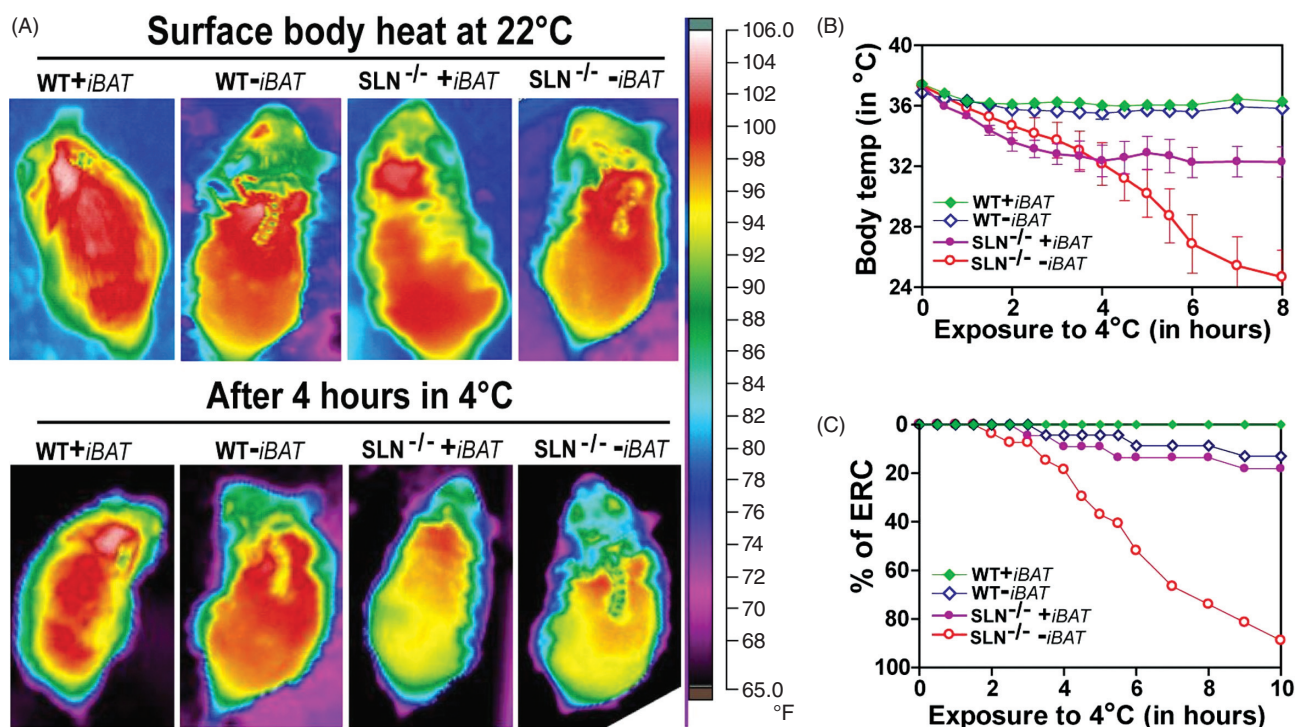 (A)
Surface body heat at 22°C
WT+iBAT WT-iBAT SLN-/- +iBAT SLN-/- -iBAT
After 4 hours in 4°C
WT+iBAT WT-iBAT SLN-/- +iBAT SLN-/- -iBAT
106.0
104
102
100
98
96
94
92
90
88
86
84
82
80
78
76
74
72
70
68
65.0
°F
(B)
Body temp (in °C)
40
36
32
28
24
WT+iBAT
WT-iBAT
SLN-/- +iBAT
SLN-/- -iBAT
0 2 4 6 8
Exposure to 4°C (in hours)
(C)
% of ERC
0
20
40
60
80
100
WT+iBAT
WT-iBAT
SLN-/- +iBAT
SLN-/- -iBAT
0 2 4 6 8 10
Exposure to 4°C (in hours)